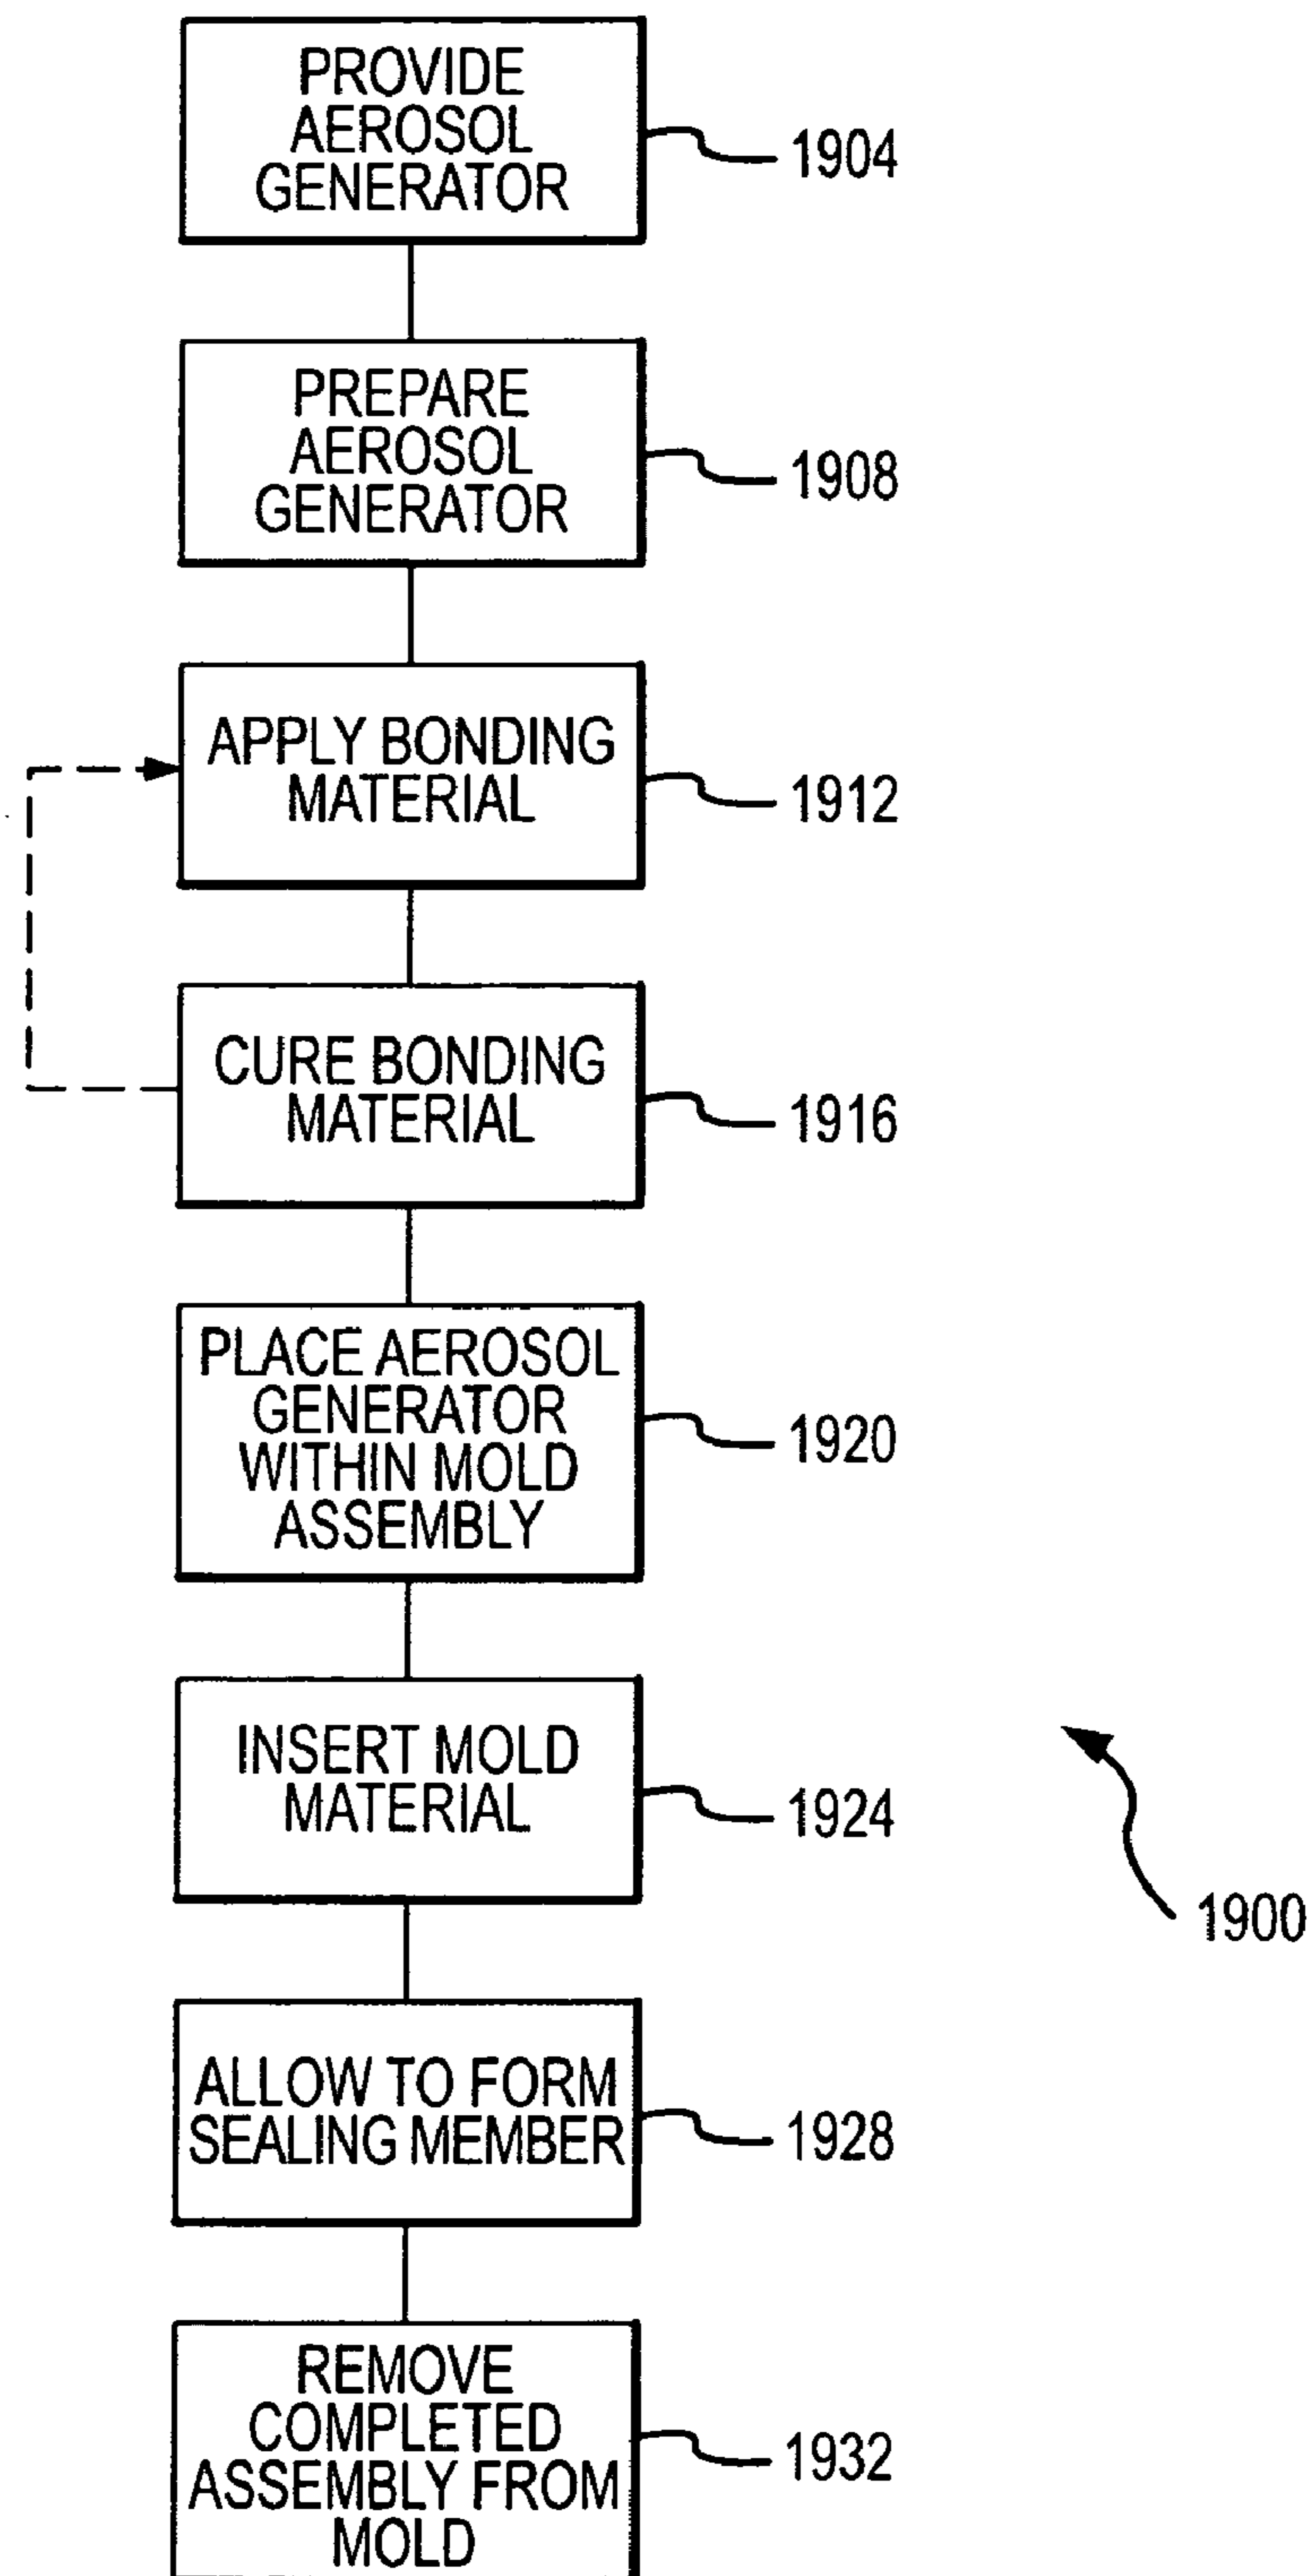 PROVIDE
AEROSOL
GENERATOR
1904
PREPARE
AEROSOL
GENERATOR
1908
APPLY BONDING
MATERIAL
1912
CURE BONDING
MATERIAL
1916
PLACE AEROSOL
GENERATOR
WITHIN MOLD
ASSEMBLY
1920
INSERT MOLD
MATERIAL
1924
1900
ALLOW TO FORM
SEALING MEMBER
1928
REMOVE
COMPLETED
ASSEMBLY FROM
MOLD
1932